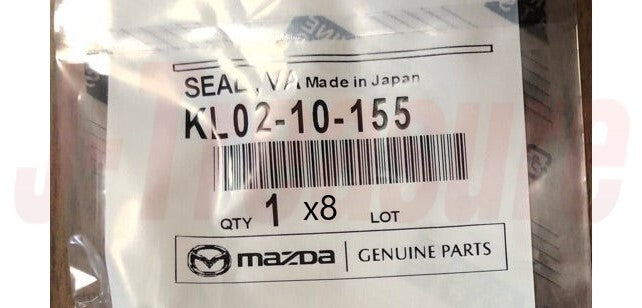 SEAL, VA Made in Japan
KL02-10-155
QTY 1 x8 LOT
mazda GENUINE PARTS